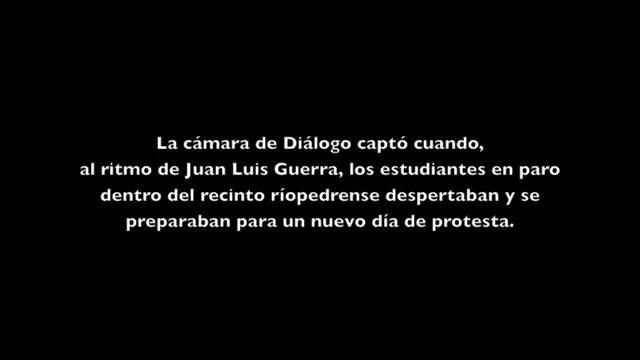 La cámara de Diálogo captó cuando,
al ritmo de Juan Luis Guerra, los estudiantes en paro
dentro del recinto ríopedrense despertaban y se
preparaban para un nuevo día de protesta.